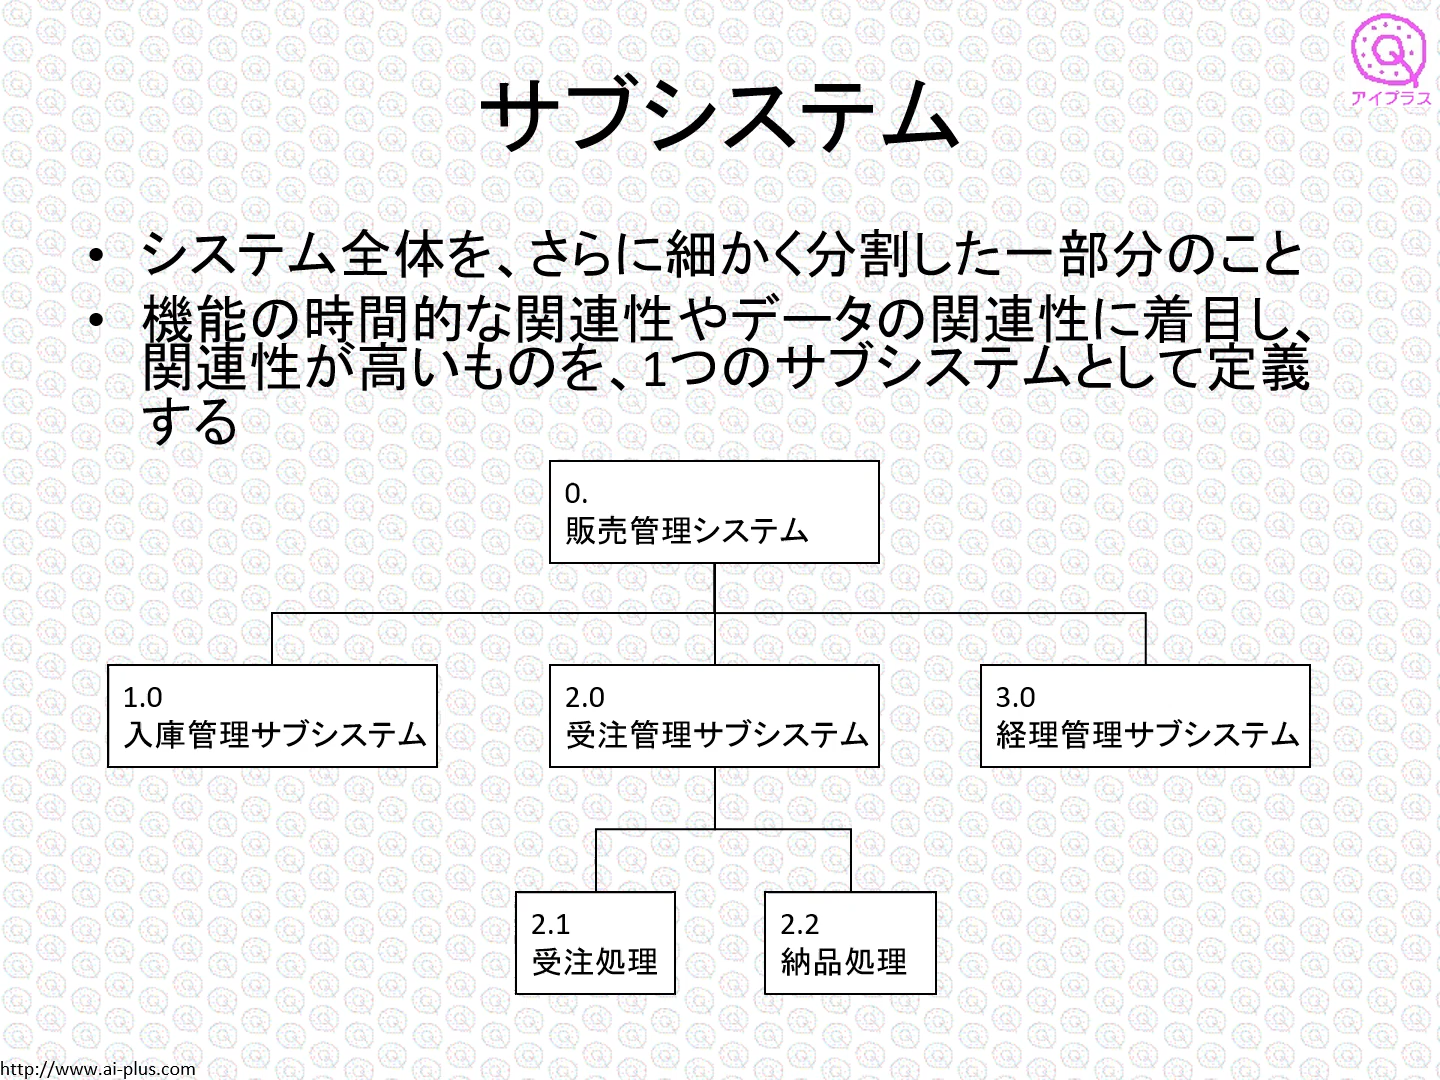 アイプラス
サブシステム
• システム全体を、さらに細かく分割した一部分のこと
• 機能の時間的な関連性やデータの関連性に着目し、
関連性が高いものを、1つのサブシステムとして定義
する
0.
販売管理システム
1.0
入庫管理サブシステム
2.0
受注管理サブシステム
3.0
経理管理サブシステム
2.1
受注処理
2.2
納品処理
http://www.ai-plus.com